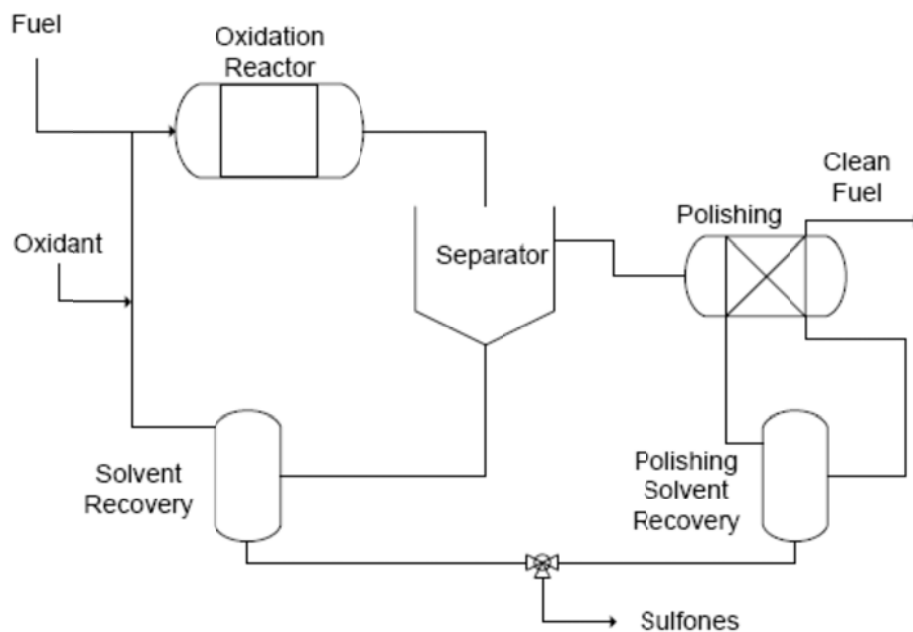 Fuel
Oxidation
Reactor
Clean
Fuel
Polishing
Oxidant
Separator
Solvent
Recovery
Polishing
Solvent
Recovery
Sulfones